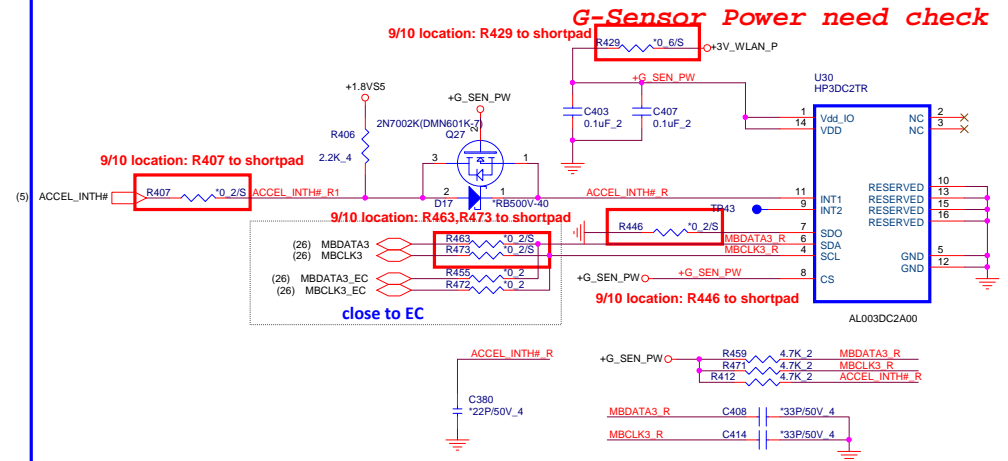 G-Sensor Power need check
9/10 location: R429 to shortpad
R429 *0_6/S +3V_WLAN_P
+G_SEN_PW
U30
HP3DC2TR
+1.8VS5
+G_SEN_PW
C403
0.1uF_2
C407
0.1uF_2
1 Vdd_IO
14 VDD
NC 2
NC 3
2N7002K(DMN601K-7)
Q27
2
R406
2.2K_4
3 1
9/10 location: R407 to shortpad
(5) ACCEL_INTH# R407 *0_2/S ACCEL_INTH#_R1
2 1
D17 *RB500V-40
ACCEL_INTH#_R
11 INT1
9 INT2
TP43
RESERVED 10
RESERVED 13
RESERVED 15
RESERVED 16
9/10 location: R463,R473 to shortpad
R446 *0_2/S
7 SDO
(26) MBDATA3 R463 *0_2/S MBDATA3_R 6 SDA
(26) MBCLK3 R473 *0_2/S MBCLK3_R 4 SCL
GND 5
GND 12
(26) MBDATA3_EC R455 *0_2
(26) MBCLK3_EC R472 *0_2
+G_SEN_PW +G_SEN_PW 8 CS
close to EC
9/10 location: R446 to shortpad
AL003DC2A00
ACCEL_INTH#_R
C380
*22P/50V_4
+G_SEN_PW
R459 4.7K_2 MBDATA3_R
R471 4.7K_2 MBCLK3_R
R412 4.7K_2 ACCEL_INTH#_R
MBDATA3_R C408 *33P/50V_4
MBCLK3_R C414 *33P/50V_4